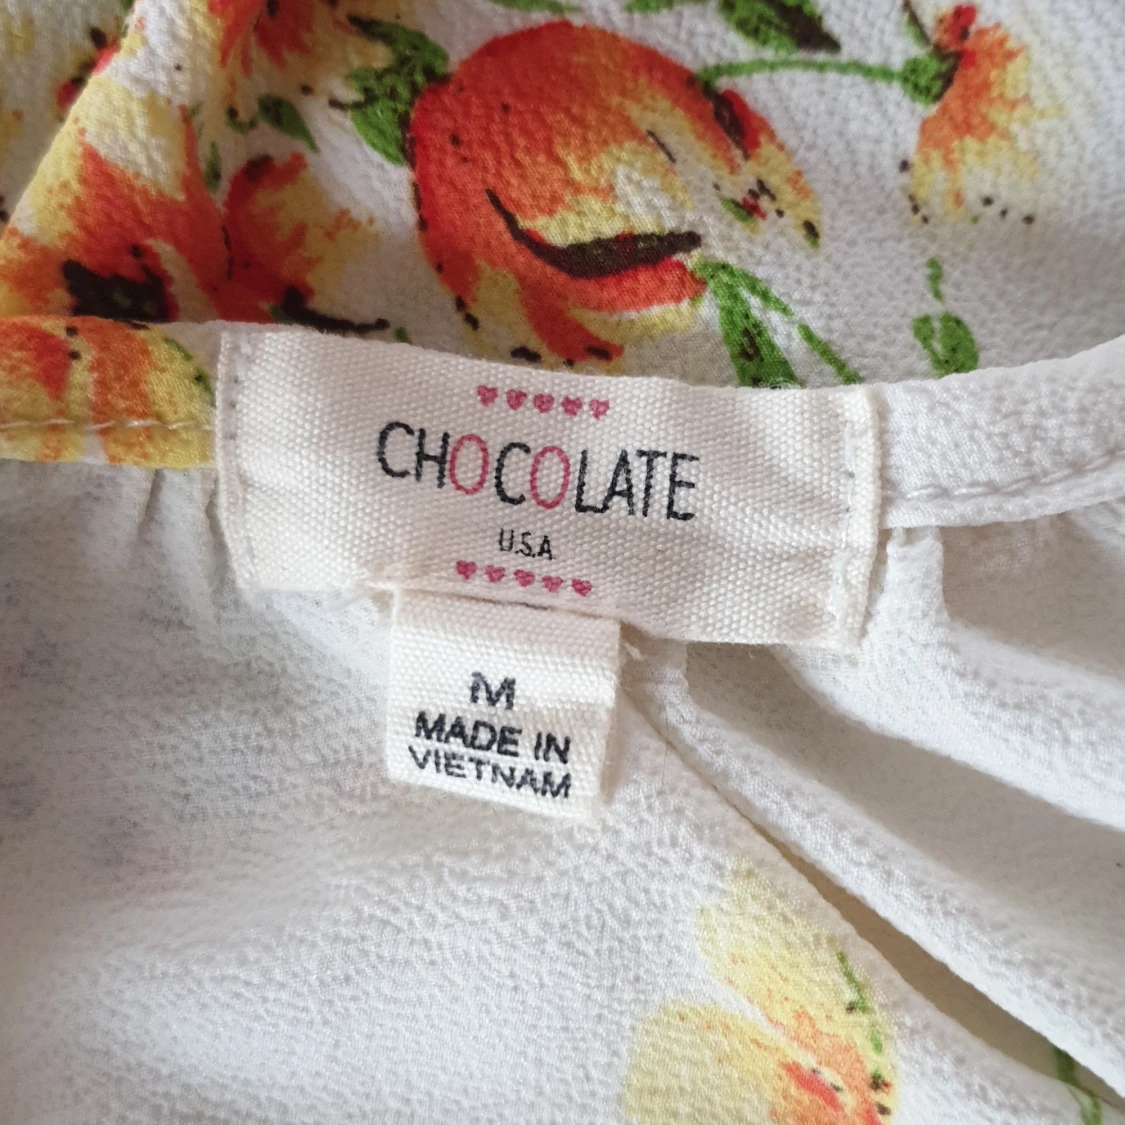 CHOCOLATE
U.S.A
M
MADE IN
VIETNAM